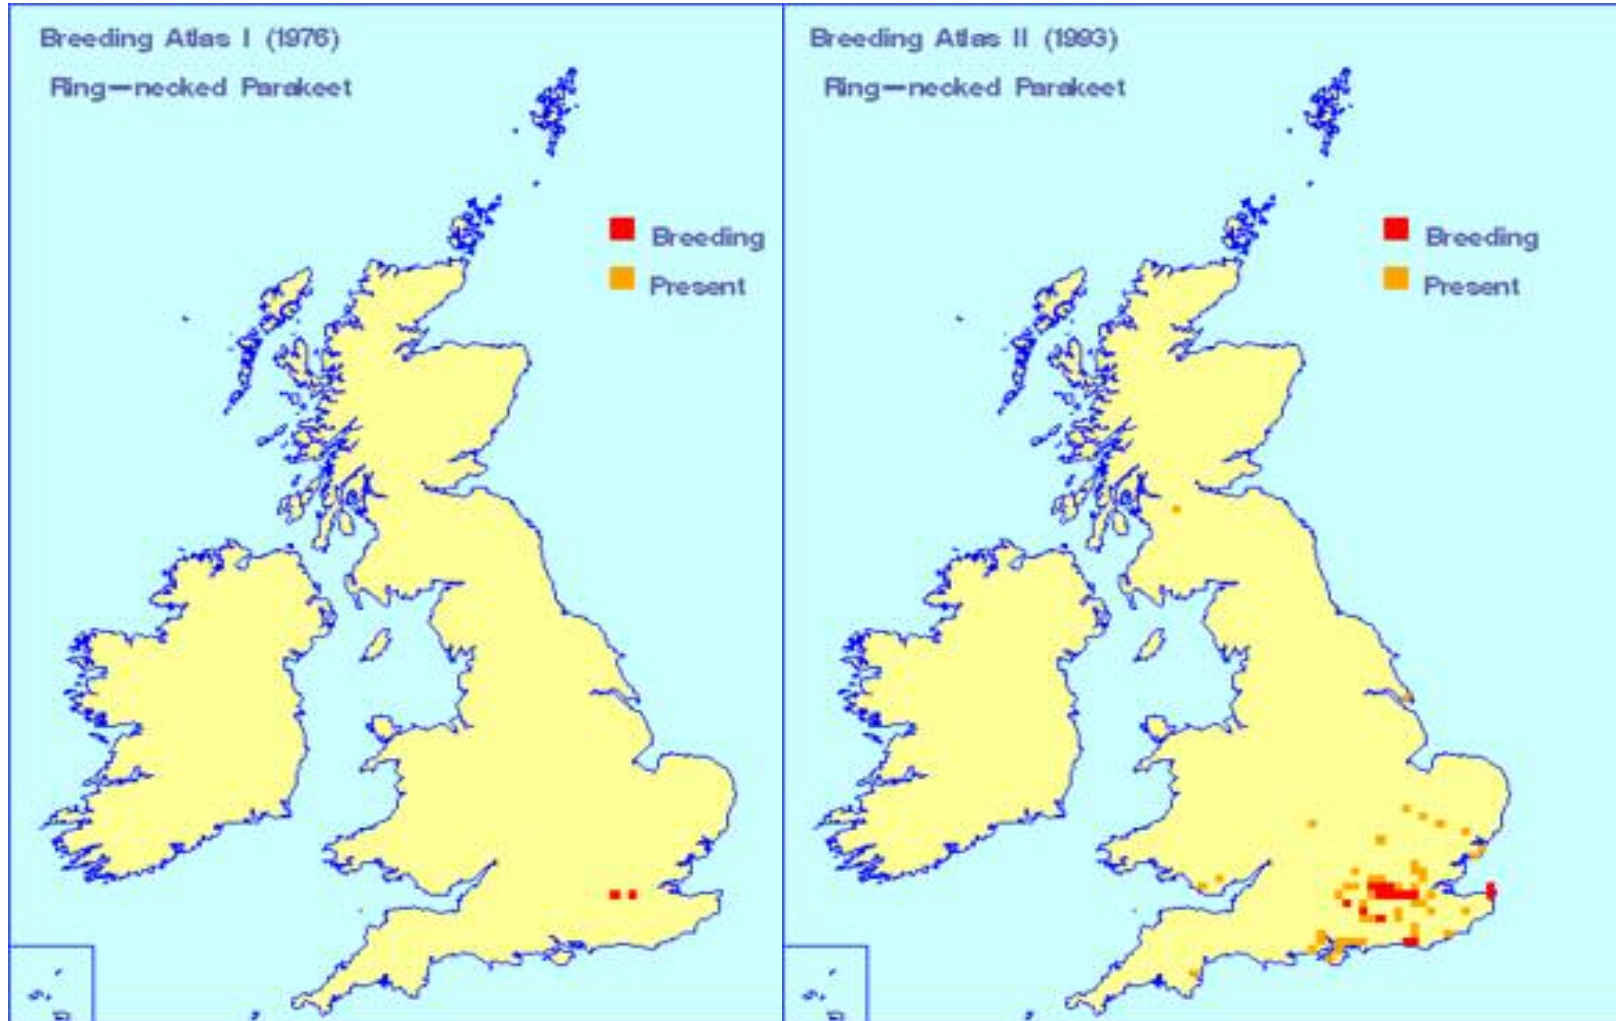 Breeding Atlas I (1976)
Ring-necked Parakeet
Breeding
Present
Breeding Atlas II (1993)
Ring-necked Parakeet
Breeding
Present